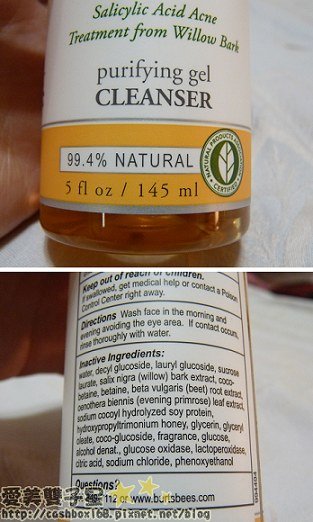 Salicylic Acid Acne
Treatment from Willow Bark
purifying gel
CLEANSER
99.4% NATURAL
NATURAL PRODUCTS ASSOCIATION
CERTIFIED
5 fl oz / 145 ml
Keep out of reach of children.
If swallowed, get medical help or contact a Poison
Control Center right away.
Directions Wash face in the morning and
evening avoiding the eye area. If contact occurs,
rinse thoroughly with water.
Inactive Ingredients:
water, decyl glucoside, lauryl glucoside, sucrose
laurate, salix nigra (willow) bark extract, coco-
betaine, betaine, beta vulgaris (beet) root extract,
oenothera biennis (evening primrose) leaf extract,
sodium cocoyl hydrolyzed soy protein,
hydroxypropyltrimonium honey, glycerin, glyceryl
oleate, coco-glucoside, fragrance, glucose,
alcohol denat., glucose oxidase, lactoperoxidase,
citric acid, sodium chloride, phenoxyethanol
Questions?
112 or www.burtsbees.com
愛美雙子星
http://cashbox168.pixnet.net/blog/